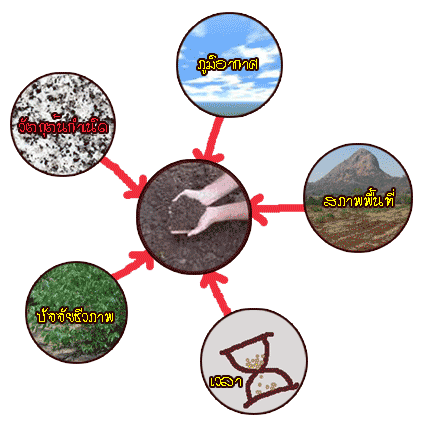 ภูมิอากาศ
วัตถุต้นกำเนิด
สภาพพื้นที่
ปัจจัยชีวภาพ
เวลา